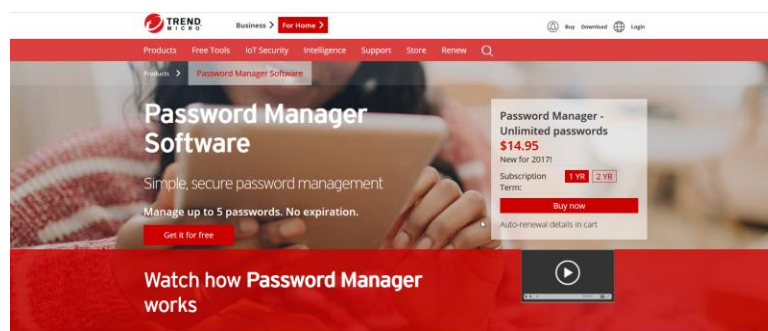 TREND
MICRO
Business > For Home >
Buy Download Login
Products Free Tools IoT Security Intelligence Support Store Renew
Products > Password Manager Software
Password Manager
Software
Simple, secure password management
Manage up to 5 passwords. No expiration.
Get it for free
Password Manager -
Unlimited passwords
$14.95
New for 2017!
Subscription
Term:
1 YR 2 YR
Buy now
Auto-renewal details in cart
Watch how Password Manager
works